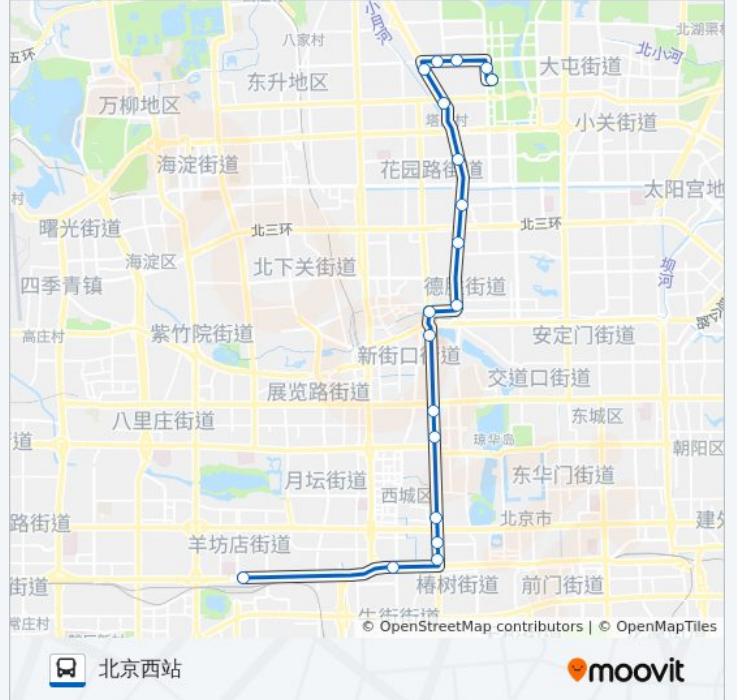 五环
八家村
小月河
北湖渠村
北小河
大屯街道
东升地区
万柳地区
小关街道
海淀街道
花园路街道
太阳宫地
村
曙光街道
北三环
北三环
海淀区
北下关街道
坝河
四季青镇
安定门街道
高庄村
紫竹院街道
新街口街道
交道口街道
展览路街道
八里庄街道
东城区
道
琼华岛
朝阳区
月坛街道
东华门街道
西城区
路街道
北京市
建外
羊坊店街道
街道
椿树街道
前门街道
常庄村
© OpenStreetMap contributors | © OpenMapTiles
北京西站
moovit